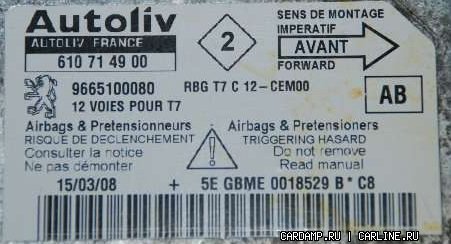 Autoliv
AUTOLIV FRANCE
610 71 49 00
2
SENS DE MONTAGE
IMPERATIF
AVANT
FORWARD
9665100080
RBG T7 C 12-CEM00
12 VOIES POUR T7
AB
Airbags & Pretensionneurs
RISQUE DE DECLENCHEMENT
Consulter la notice
Ne pas démonter
Airbags & Pretensioners
TRIGGERING HASARD
Do not remove
Read manual
15/03/08 + 5E GBME 0018529 B * C8
CARDAMP.RU | CARLINE.RU